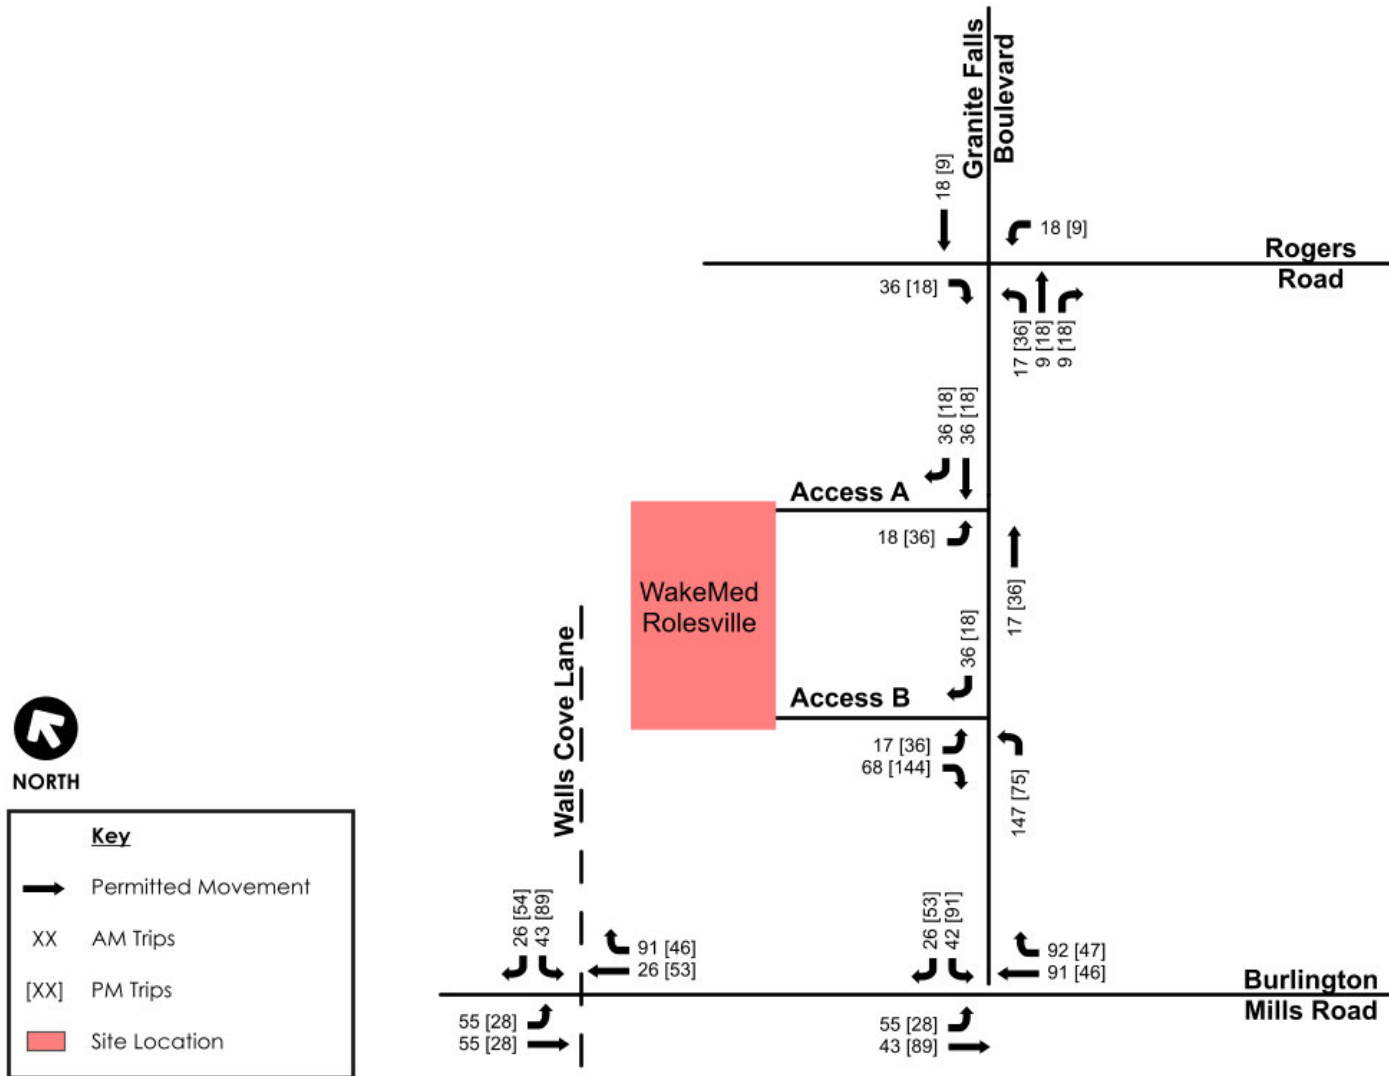 Granite Falls
Boulevard
18 [9]
18 [9]
Rogers
Road
36 [18]
17 [36]
9 [18]
9 [18]
36 [18]
36 [18]
Access A
18 [36]
WakeMed
Rolesville
17 [36]
36 [18]
Access B
17 [36]
68 [144]
147 [75]
Walls Cove Lane
NORTH
Key
Permitted Movement
XX AM Trips
[XX] PM Trips
Site Location
26 [54]
43 [89]
91 [46]
26 [53]
26 [53]
42 [91]
92 [47]
91 [46]
Burlington
Mills Road
55 [28]
55 [28]
55 [28]
43 [89]